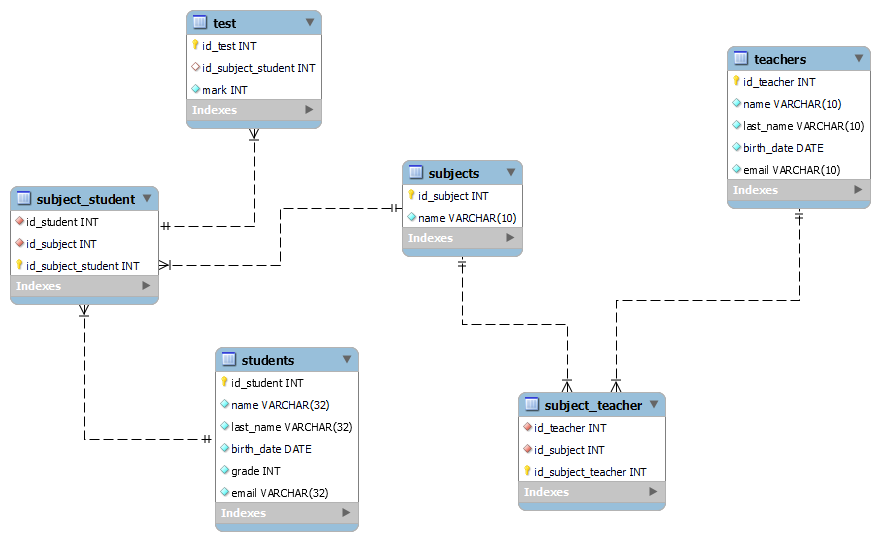 test
id_test INT
id_subject_student INT
mark INT
Indexes
teachers
id_teacher INT
name VARCHAR(10)
last_name VARCHAR(10)
birth_date DATE
email VARCHAR(10)
Indexes
subjects
id_subject INT
name VARCHAR(10)
Indexes
subject_student
id_student INT
id_subject INT
id_subject_student INT
Indexes
students
id_student INT
name VARCHAR(32)
last_name VARCHAR(32)
birth_date DATE
grade INT
email VARCHAR(32)
Indexes
subject_teacher
id_teacher INT
id_subject INT
id_subject_teacher INT
Indexes